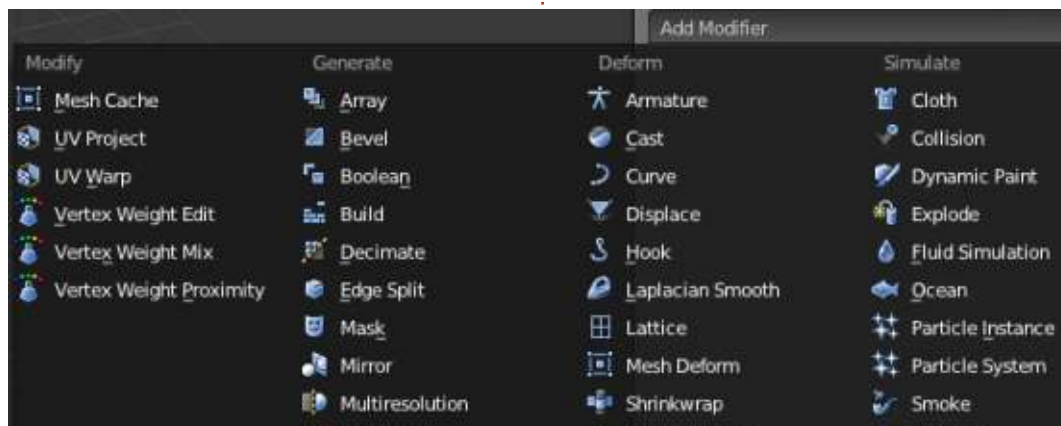 Add Modifier
Modify Generate Deform Simulate
Mesh Cache Array Armature Cloth
UV Project Bevel Cast Collision
UV Warp Boolean Curve Dynamic Paint
Vertex Weight Edit Build Displace Explode
Vertex Weight Mix Decimate Hook Fluid Simulation
Vertex Weight Proximity Edge Split Laplacian Smooth Ocean
Mask Lattice Particle Instance
Mirror Mesh Deform Particle System
Multiresolution Shrinkwrap Smoke